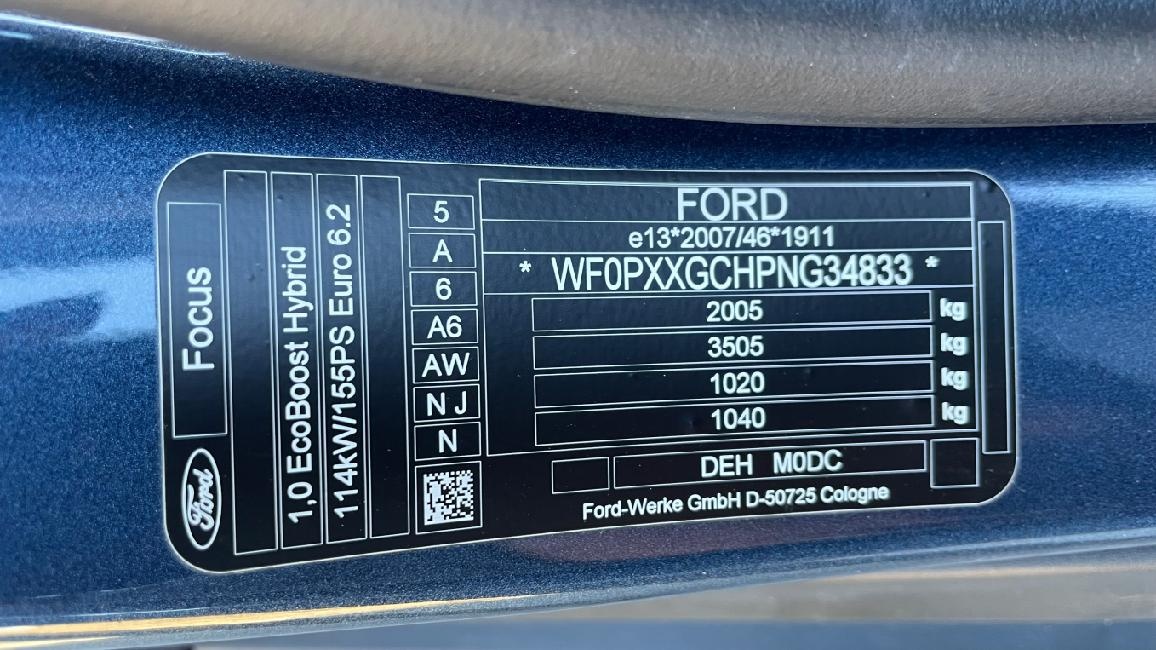 Focus
Ford
1,0 EcoBoost Hybrid
114kW/155PS Euro 6.2
5
A
6
A6
AW
N J
N
FORD
e13*2007/46*1911
* WF0PXXGCHPNG34833 *
2005 kg
3505 kg
1020 kg
1040 kg
DEH M0DC
Ford-Werke GmbH D-50725 Cologne